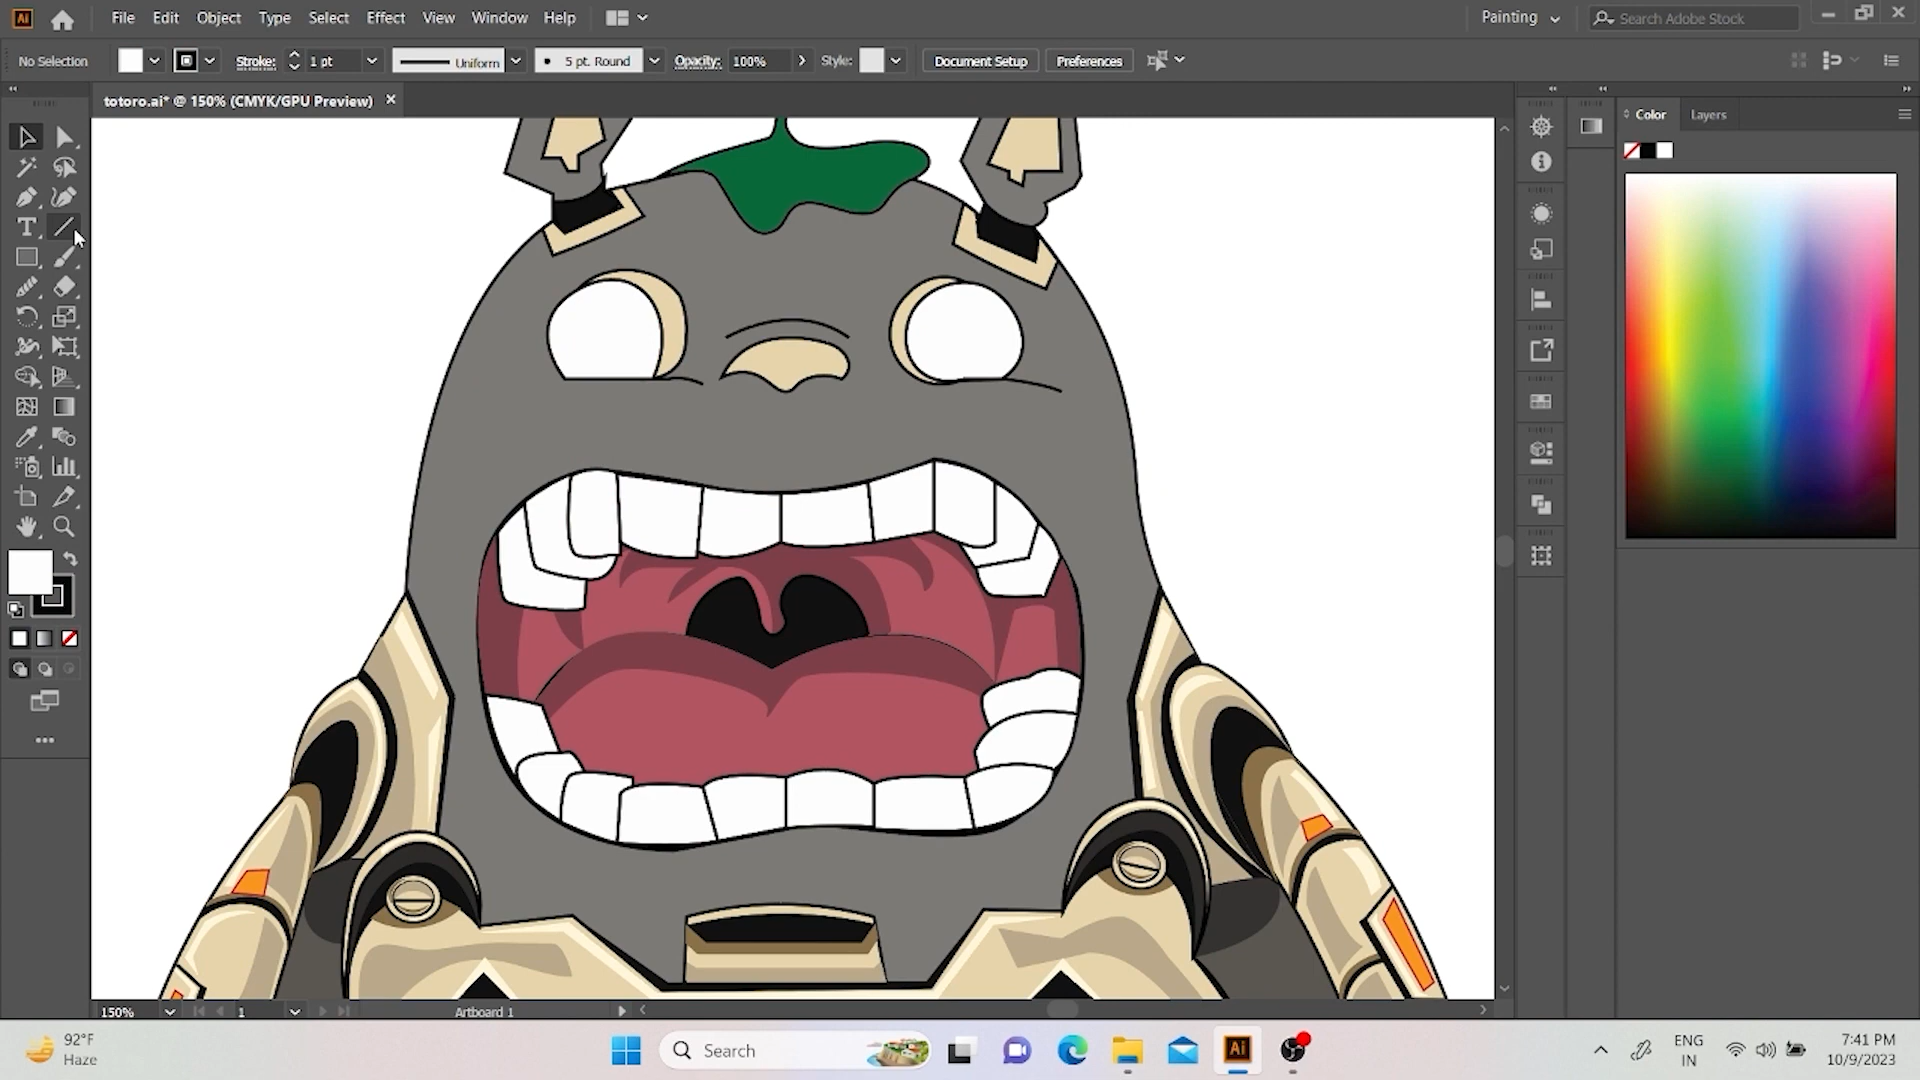 Ai File Edit Object Type Select Effect View Window Help Painting Search Adobe Stock
No Selection Stroke: 1 pt Uniform 5 pt. Round Opacity: 100% Style: Document Setup Preferences
totoro.ai* @ 150% (CMYK/GPU Preview)
Color Layers
T
150% 1 Artboard 1
92°F
Haze
Search
Ai
ENG
IN
7:41 PM
10/9/2023